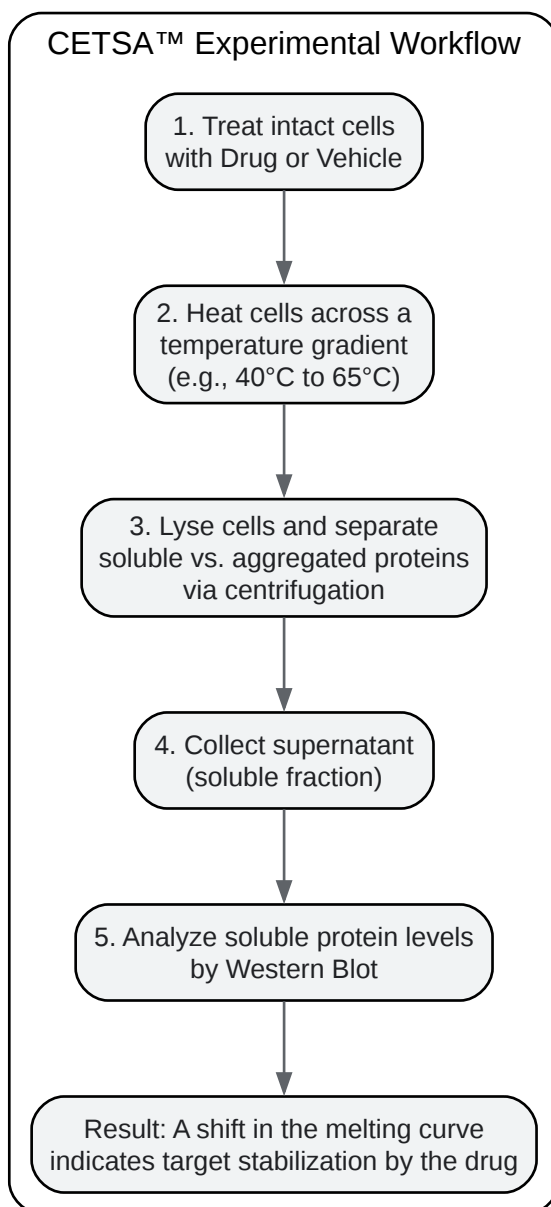 CETSA™ Experimental Workflow
1. Treat intact cells
with Drug or Vehicle
2. Heat cells across a
temperature gradient
(e.g., 40°C to 65°C)
3. Lyse cells and separate
soluble vs. aggregated proteins
via centrifugation
4. Collect supernatant
(soluble fraction)
5. Analyze soluble protein levels
by Western Blot
Result: A shift in the melting curve
indicates target stabilization by the drug